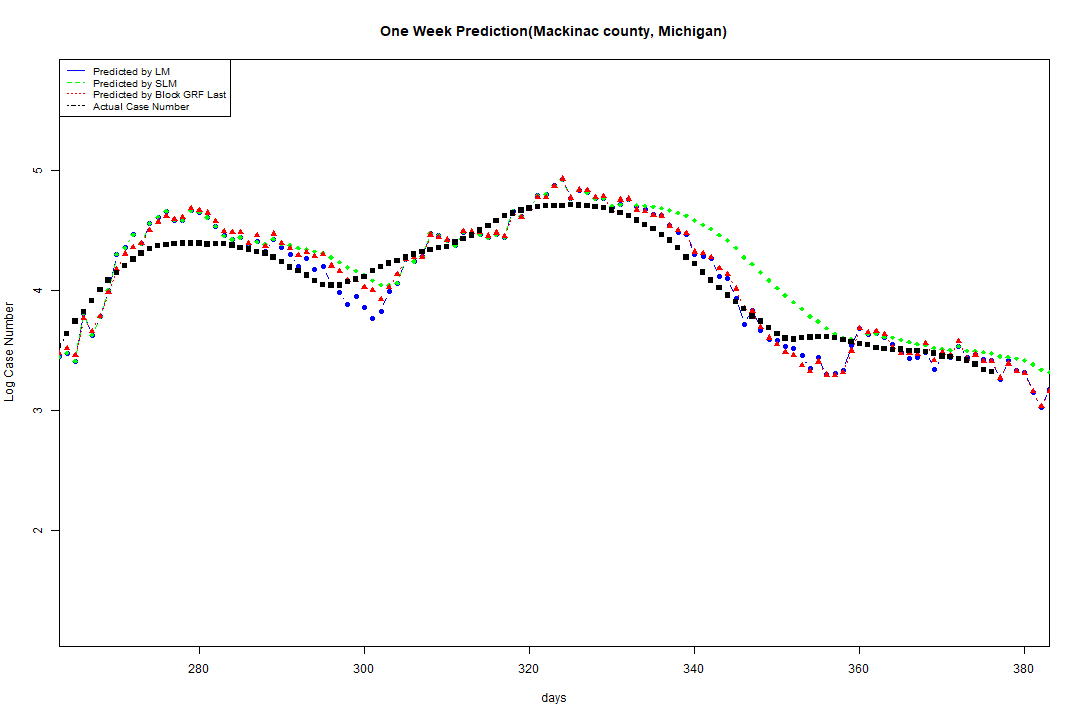 One Week Prediction(Mackinac county, Michigan)
Predicted by LM
Predicted by SLM
Predicted by Block GRF Last
Actual Case Number
5
4
3
2
Log Case Number
280 300 320 340 360 380
days